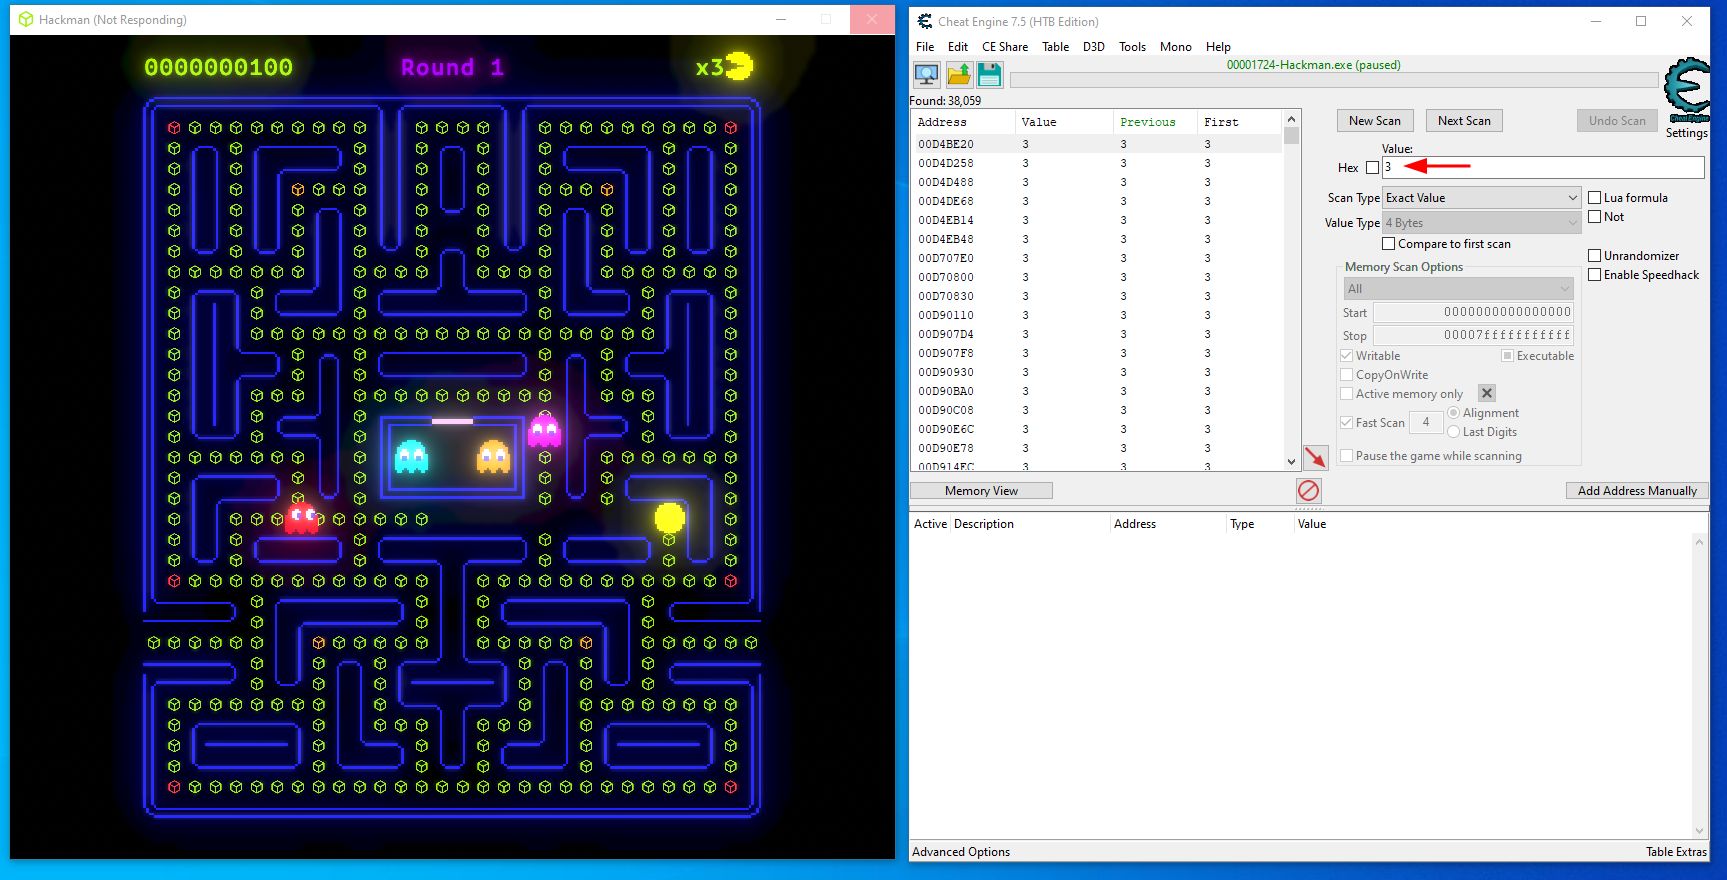 Hackman (Not Responding)
0000000100
Round 1
x3
Cheat Engine 7.5 (HTB Edition)
File Edit CE Share Table D3D Tools Mono Help
00001724-Hackman.exe (paused)
Found: 38,059
Cheat Engine
Settings
Address Value Previous First
00D4BE20 3 3 3
00D4D258 3 3 3
00D4D488 3 3 3
00D4DE68 3 3 3
00D4EB14 3 3 3
00D4EB48 3 3 3
00D707E0 3 3 3
00D70800 3 3 3
00D70830 3 3 3
00D90110 3 3 3
00D907D4 3 3 3
00D907F8 3 3 3
00D90930 3 3 3
00D90BA0 3 3 3
00D90C08 3 3 3
00D90E6C 3 3 3
00D90E78 3 3 3
00D914EC 3 3 3
New Scan Next Scan Undo Scan
Value:
Hex 3
Scan Type Exact Value
Lua formula
Value Type 4 Bytes
Not
Compare to first scan
Unrandomizer
Enable Speedhack
Memory Scan Options
All
Start 0000000000000000
Stop 00007fffffffffff
Writable Executable
CopyOnWrite
Active memory only
Fast Scan 4 Alignment
Last Digits
Pause the game while scanning
Memory View
Add Address Manually
Active Description Address Type Value
Advanced Options
Table Extras